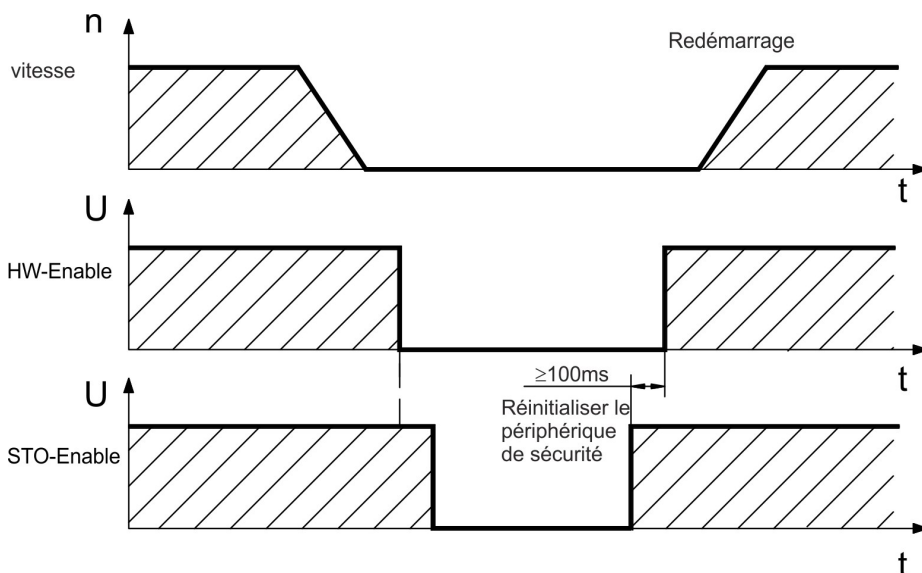 n
Redémarrage
vitesse
t
U
HW-Enable
t
≥100ms
U
Réinitialiser le
périphérique
de sécurité
STO-Enable
t